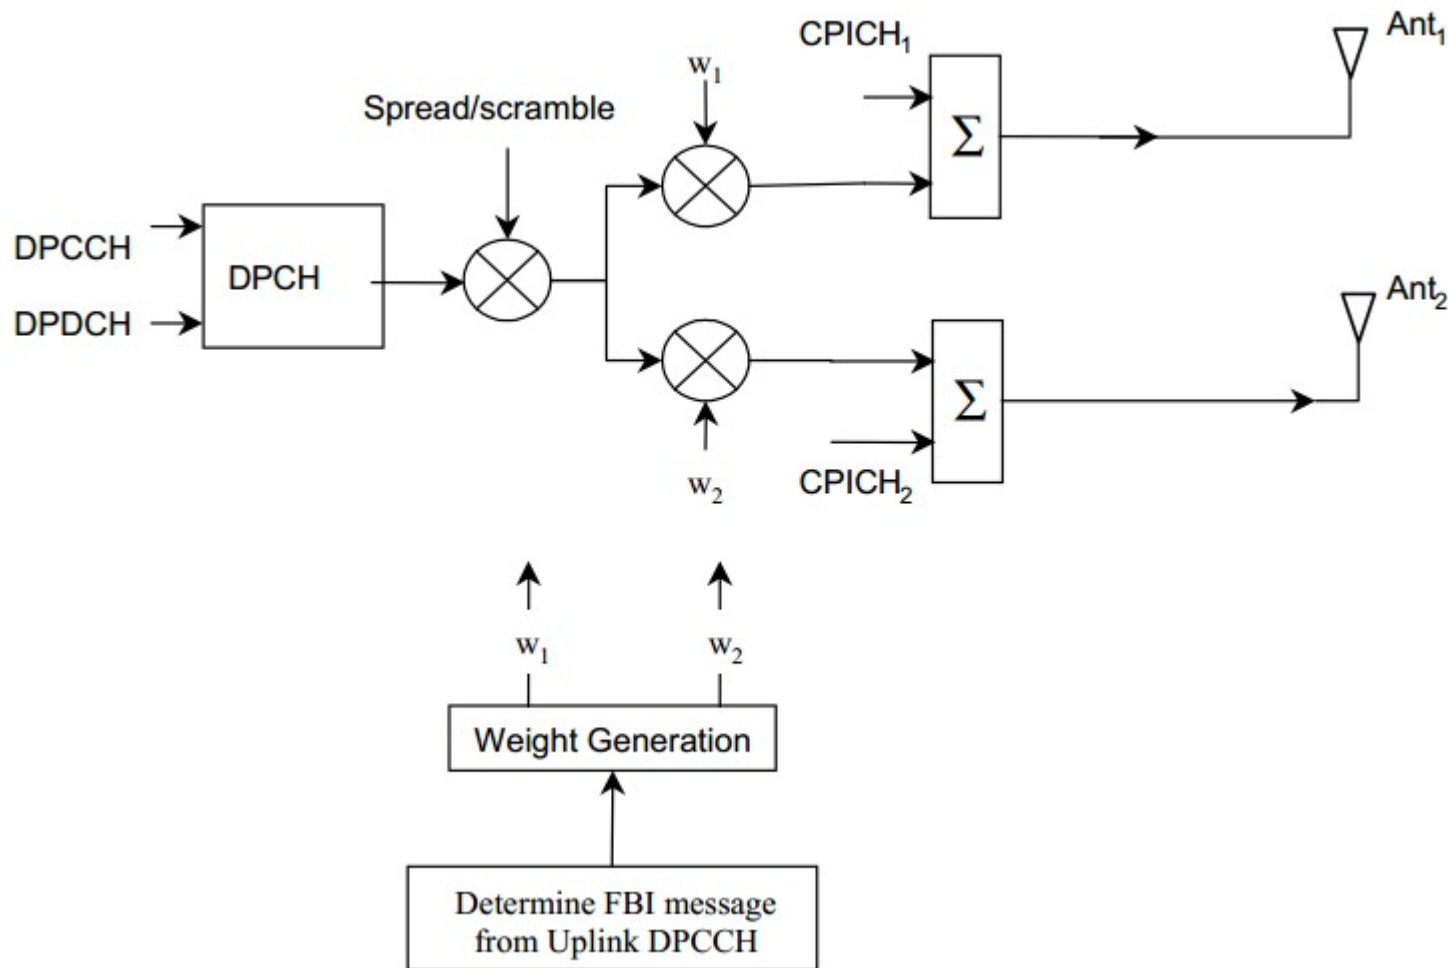 CPICH₁
Ant₁
w₁
Spread/scramble
Σ
DPCCH
DPCH
DPDCH
Ant₂
Σ
w₂
CPICH₂
w₁
w₂
Weight Generation
Determine FBI message
from Uplink DPCCH